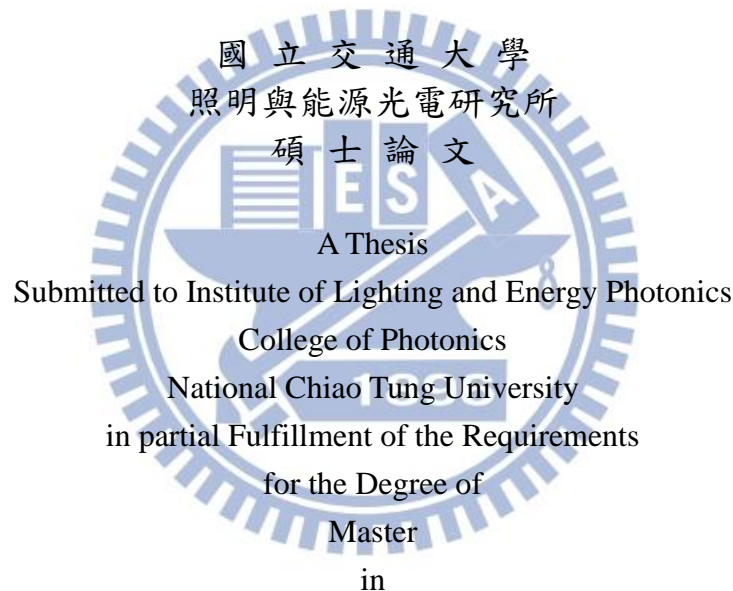 國 立 交 通 大 學
照明與能源光電研究所
碩 士 論 文
E S A
A Thesis
Submitted to Institute of Lighting and Energy Photonics
College of Photonics
National Chiao Tung University
1896
in partial Fulfillment of the Requirements
for the Degree of
Master
in